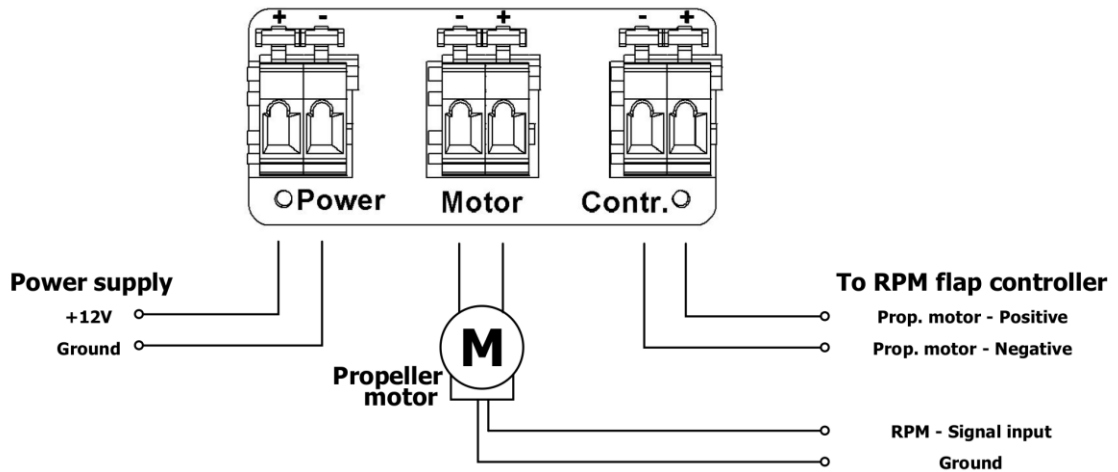 + - - + - +
Power Motor Contr.
Power supply
+12V
Ground
M
Propeller
motor
To RPM flap controller
Prop. motor - Positive
Prop. motor - Negative
RPM - Signal input
Ground